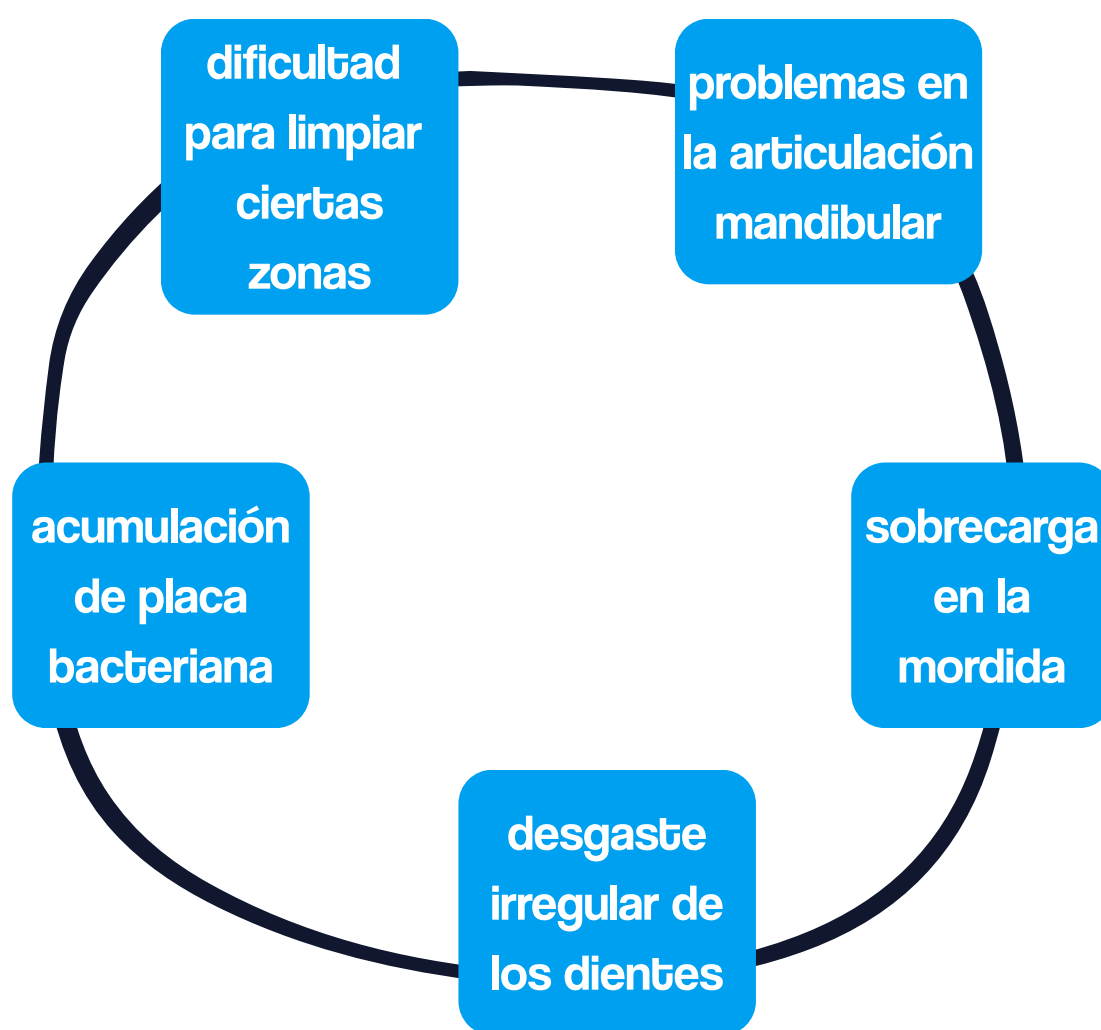 dificultad
para limpiar
ciertas
zonas
problemas en
la articulación
mandibular
acumulación
de placa
bacteriana
sobrecarga
en la
mordida
desgaste
irregular de
los dientes